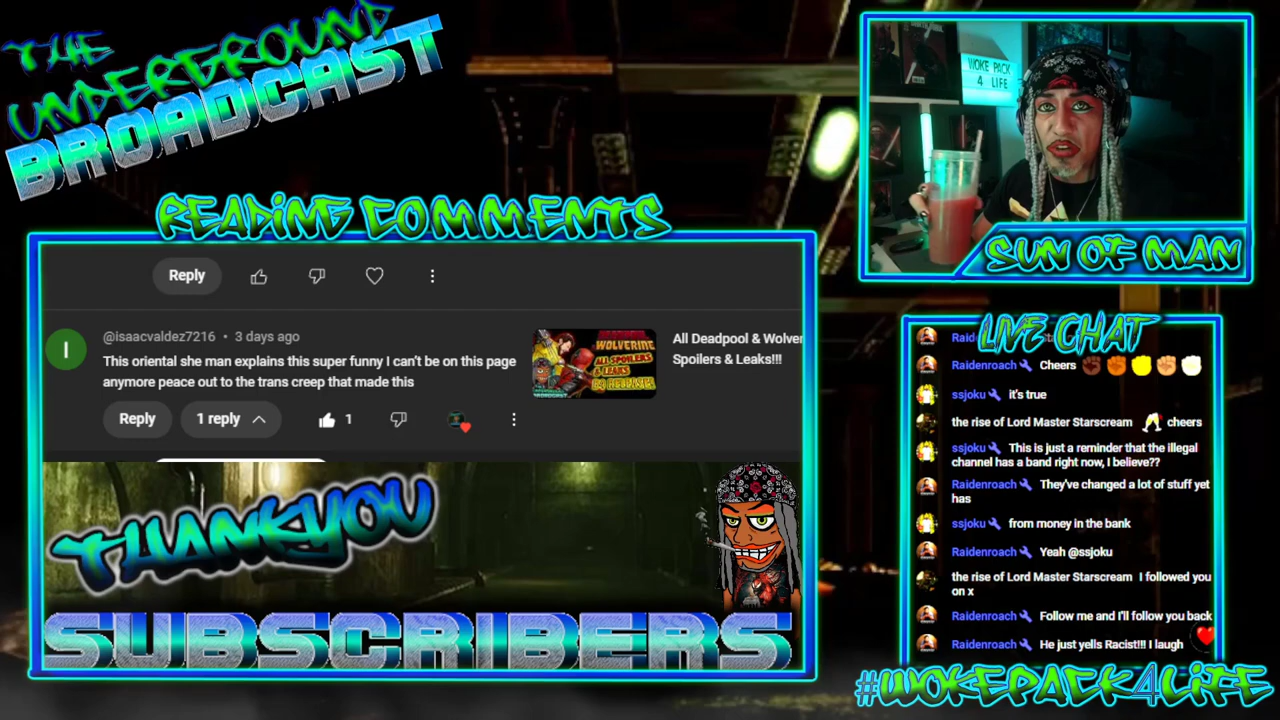 THE
UNDERGROUND
BROADCAST
READING COMMENTS
Reply
@isaacvaldez7216 • 3 days ago
This oriental she man explains this super funny I can't be on this page
anymore peace out to the trans creep that made this
Reply
1 reply
1
WOLVERINE
ALL SPOILERS
& LEAKS
All Deadpool & Wolver
Spoilers & Leaks!!!
THANKYOU
SUBSCRIBERS
WOKE PACK
4 LIFE
SUN OF MAN
LIVE CHAT
Raid
Raidenroach Cheers
ssjoku it's true
the rise of Lord Master Starscream cheers
ssjoku This is just a reminder that the illegal
channel has a band right now, I believe??
Raidenroach They've changed a lot of stuff yet
has
ssjoku from money in the bank
Raidenroach Yeah @ssjoku
the rise of Lord Master Starscream I followed you
on x
Raidenroach Follow me and I'll follow you back
Raidenroach He just yells Racist!!! I laugh
#WOKEPACK4LIFE